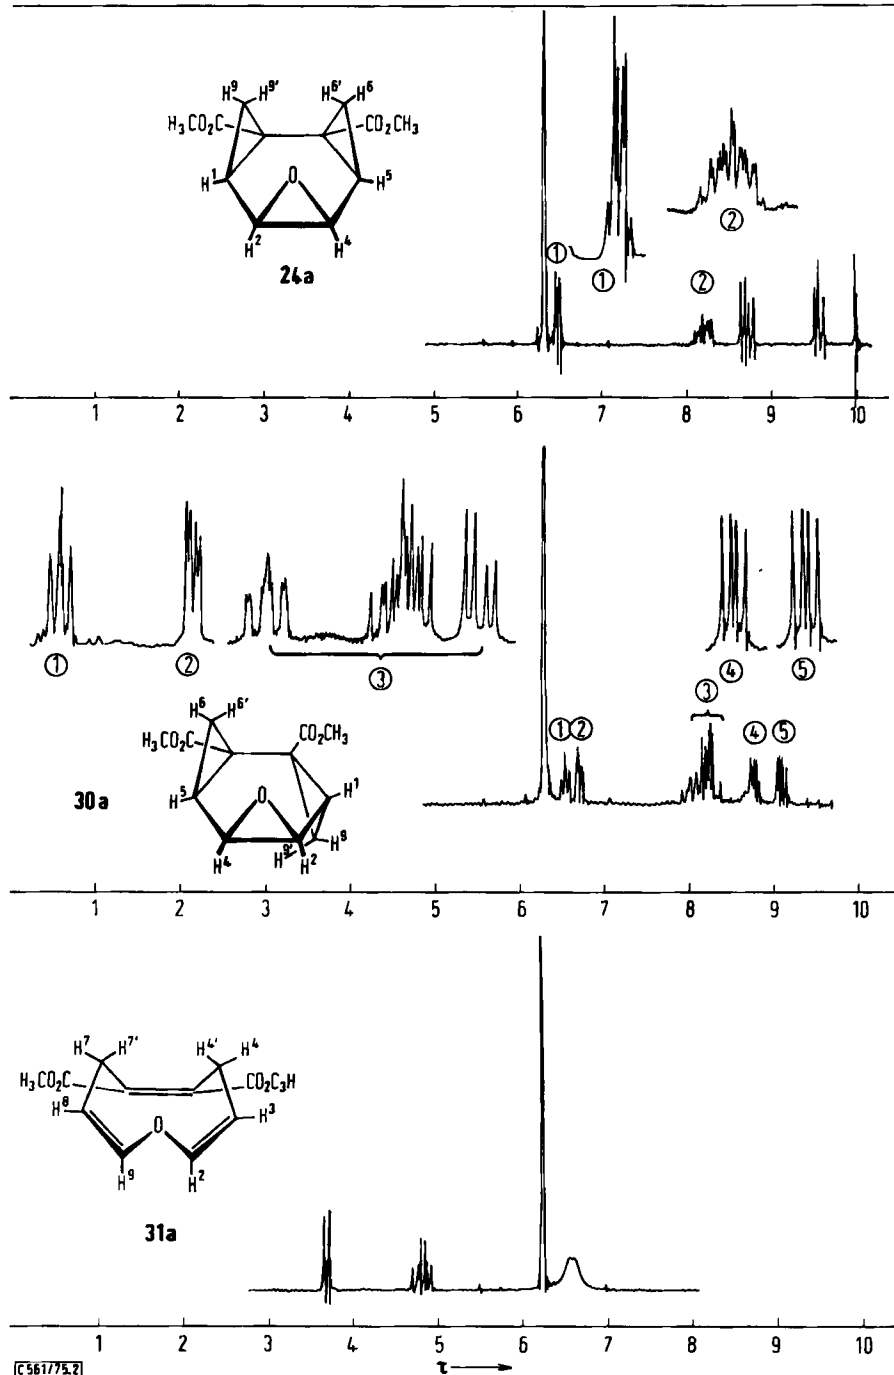 H⁹ H⁹' H⁶' H⁶
H₃CO₂C CO₂CH₃
H¹ O H⁵
H² H⁴
24a
① ① ② ②
1 2 3 4 5 6 7 8 9 10
① ② ③ ④ ⑤
① ② ③ ④ ⑤
H⁶ H⁶'
H₃CO₂C CO₂CH₃
30a
H⁵ O H¹
H⁴ H⁹' H² H⁹
1 2 3 4 5 6 7 8 9 10
H⁷ H⁷' H⁴' H⁴
H₃CO₂C CO₂C₃H
H⁸ O H³
H⁹ H²
31a
1 2 3 4 5 6 7 8 9 10
C561/75.2
τ